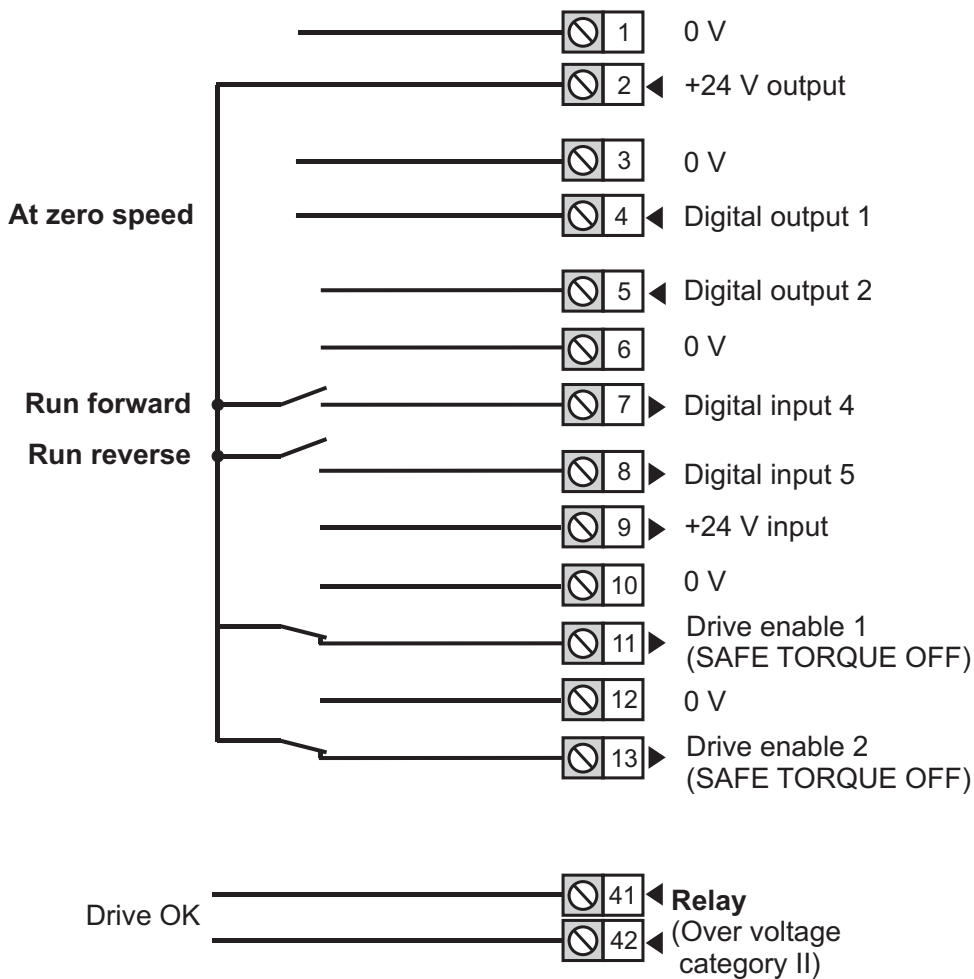 1 0 V
2 +24 V output
3 0 V
At zero speed 4 Digital output 1
5 Digital output 2
6 0 V
Run forward 7 Digital input 4
Run reverse
8 Digital input 5
9 +24 V input
10 0 V
11 Drive enable 1
(SAFE TORQUE OFF)
12 0 V
13 Drive enable 2
(SAFE TORQUE OFF)
Drive OK
41 Relay
42 (Over voltage
category II)